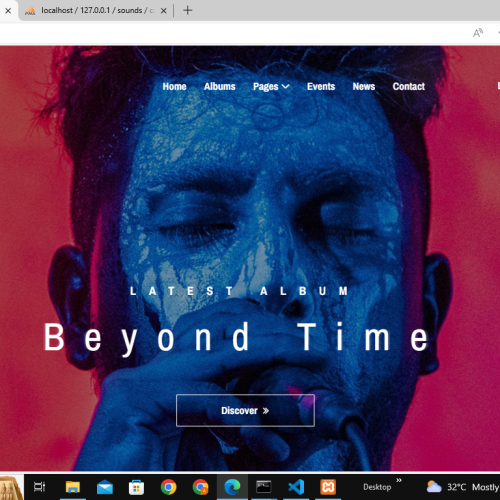 localhost / 127.0.0.1 / sounds / c
Home Albums Pages Events News Contact
LATEST ALBUM
Beyond Time
Discover
Desktop
32°C Mostly